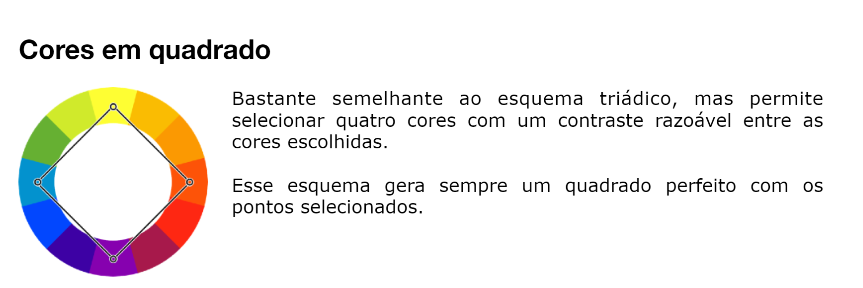 Cores em quadrado
Bastante semelhante ao esquema triádico, mas permite
selecionar quatro cores com um contraste razoável entre as
cores escolhidas.
Esse esquema gera sempre um quadrado perfeito com os
pontos selecionados.